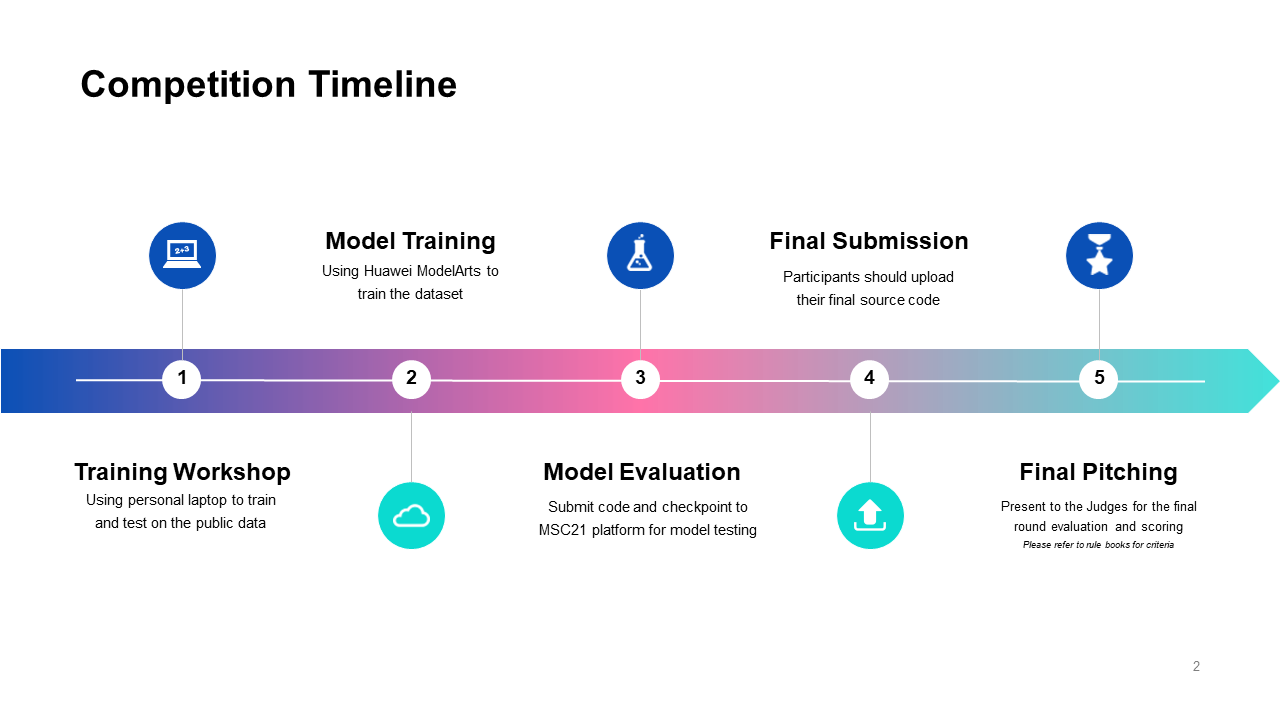 Competition Timeline
2+3
Model Training
Using Huawei ModelArts to
train the dataset
Final Submission
Participants should upload
their final source code
1
2
3
4
5
Training Workshop
Using personal laptop to train
and test on the public data
Model Evaluation
Submit code and checkpoint to
MSC21 platform for model testing
Final Pitching
Present to the Judges for the final
round evaluation and scoring
Please refer to rule books for criteria
2